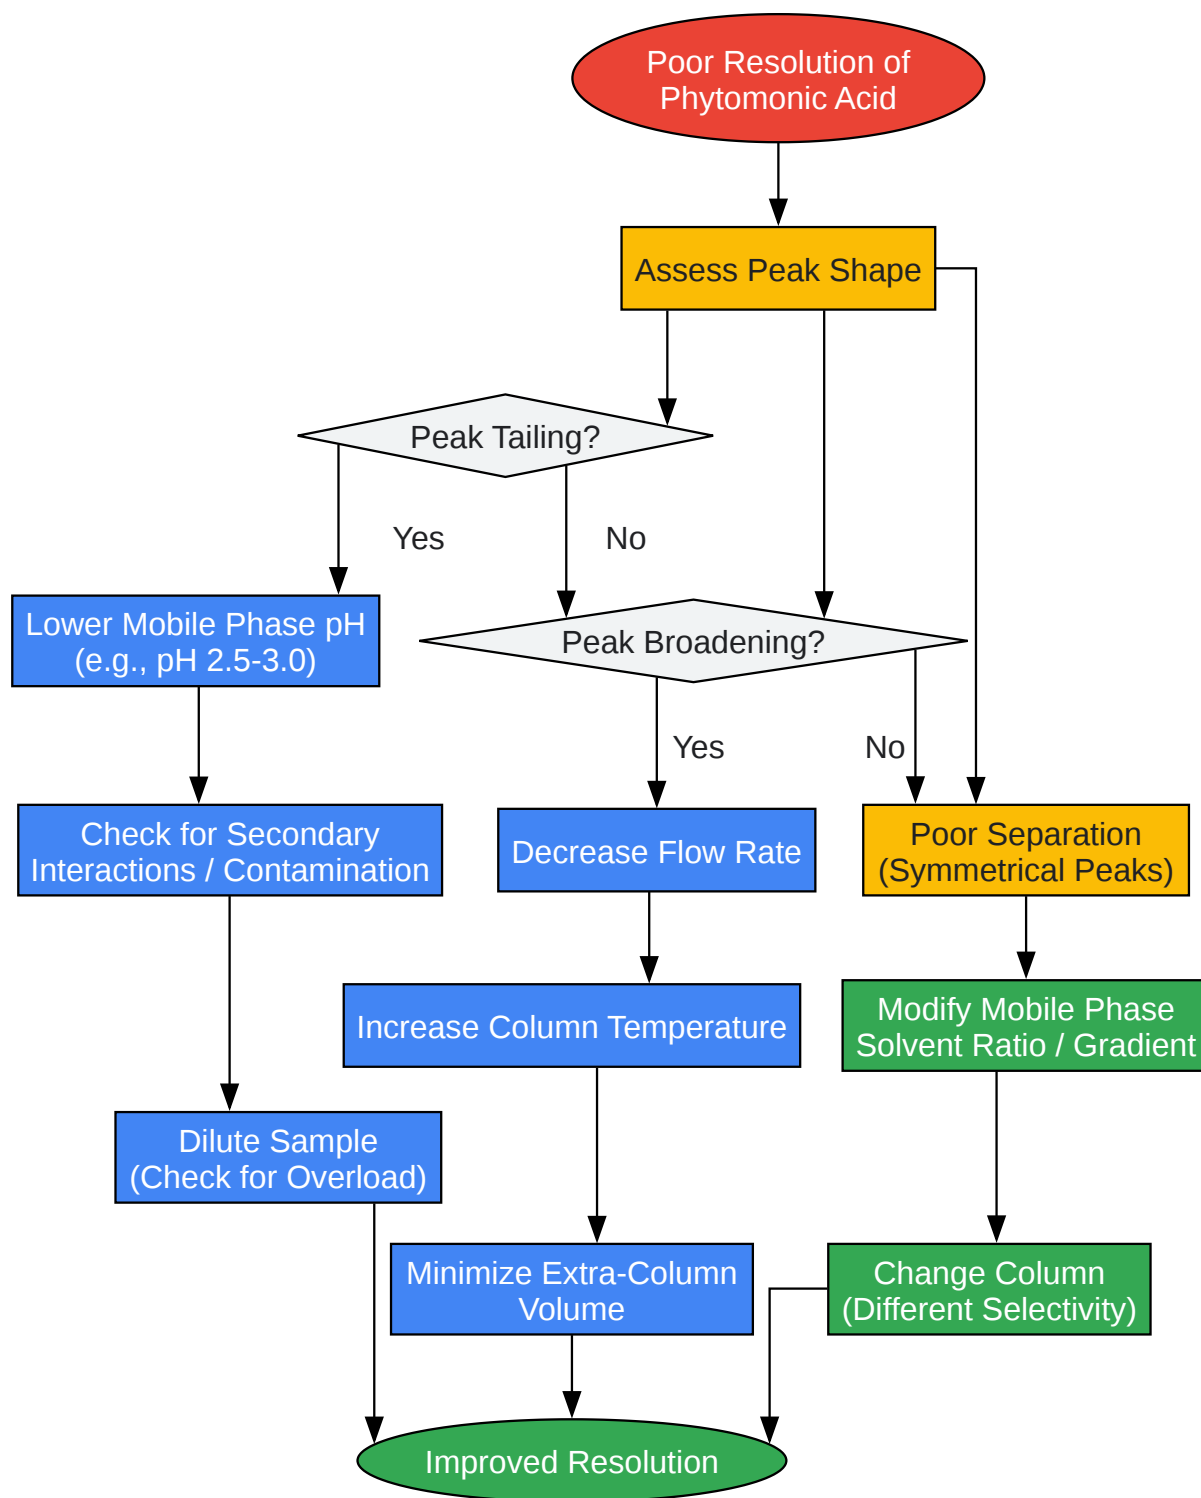 Poor Resolution of
Phytomonic Acid
Assess Peak Shape
Peak Tailing?
Yes
No
Lower Mobile Phase pH
(e.g., pH 2.5-3.0)
Peak Broadening?
Yes
No
Check for Secondary
Interactions / Contamination
Decrease Flow Rate
Poor Separation
(Symmetrical Peaks)
Increase Column Temperature
Modify Mobile Phase
Solvent Ratio / Gradient
Dilute Sample
(Check for Overload)
Minimize Extra-Column
Volume
Change Column
(Different Selectivity)
Improved Resolution